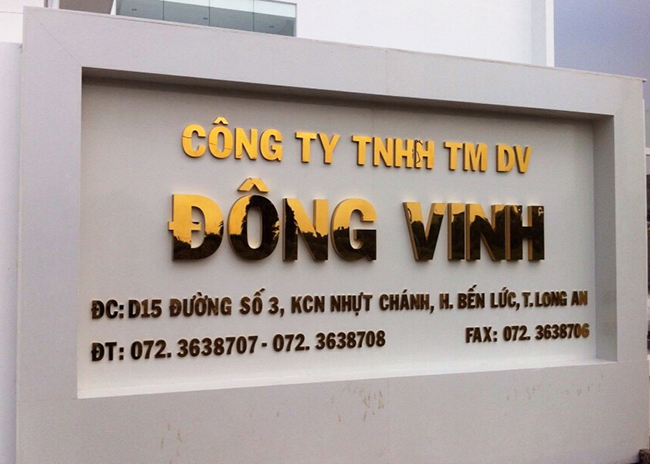 CÔNG TY TNHH TM DV
ĐÔNG VINH
ĐC: D15 ĐƯỜNG SỐ 3, KCN NHỰT CHÁNH, H. BẾN LỨC, T. LONG AN
ĐT: 072. 3638707 - 072. 3638708 FAX: 072. 3638706